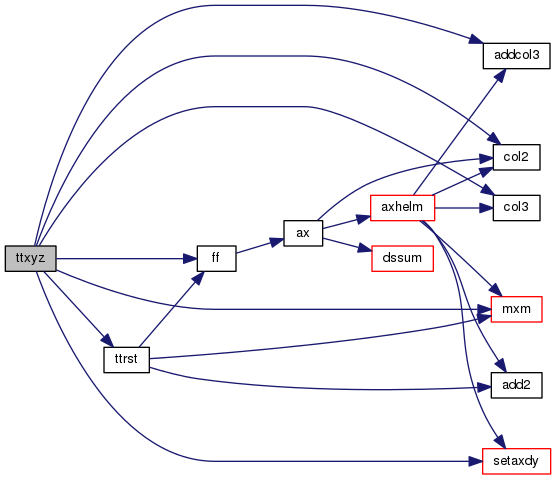 addcol3
col2
col3
axhelm
ax
ttxyz
ff
dssum
mxm
ttrst
add2
setaxdy